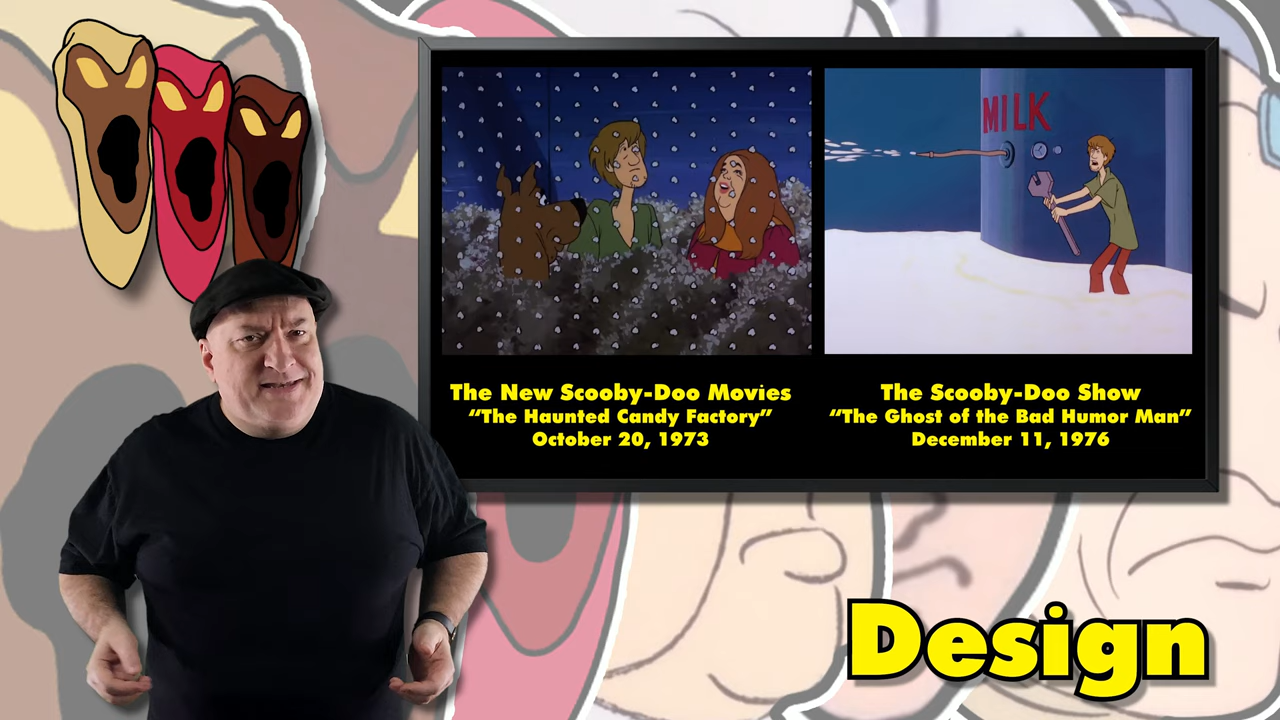 MILK
The New Scooby-Doo Movies
“The Haunted Candy Factory”
October 20, 1973
The Scooby-Doo Show
“The Ghost of the Bad Humor Man”
December 11, 1976
Design